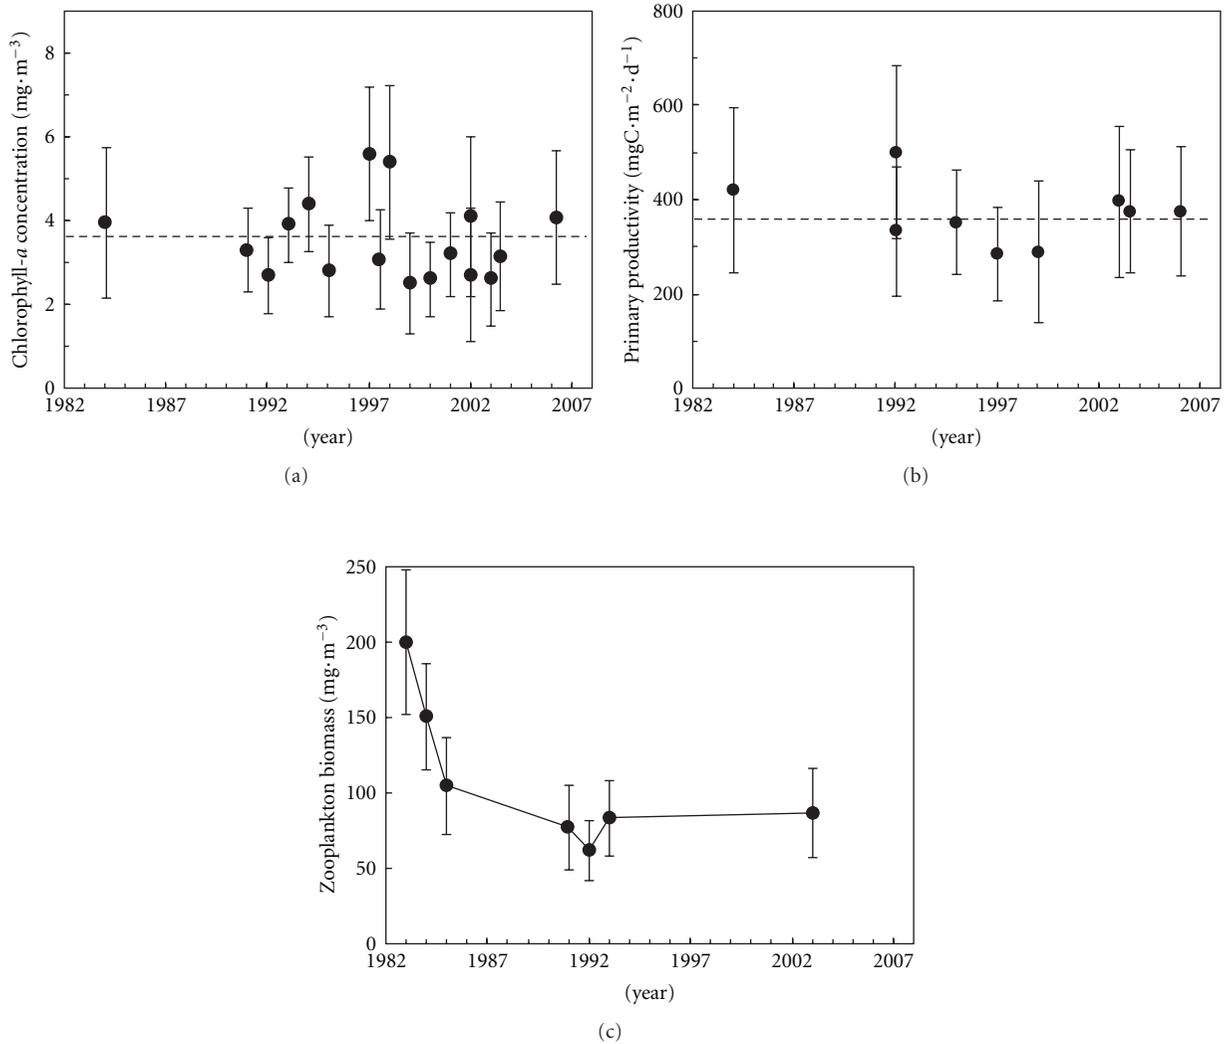 Chlorophyll-a concentration (mg·m⁻³)
8
6
4
2
0
1982 1987 1992 1997 2002 2007
(year)
(a)
Primary productivity (mgC·m⁻²·d⁻¹)
800
600
400
200
0
1982 1987 1992 1997 2002 2007
(year)
(b)
Zooplankton biomass (mg·m⁻³)
250
200
150
100
50
0
1982 1987 1992 1997 2002 2007
(year)
(c)